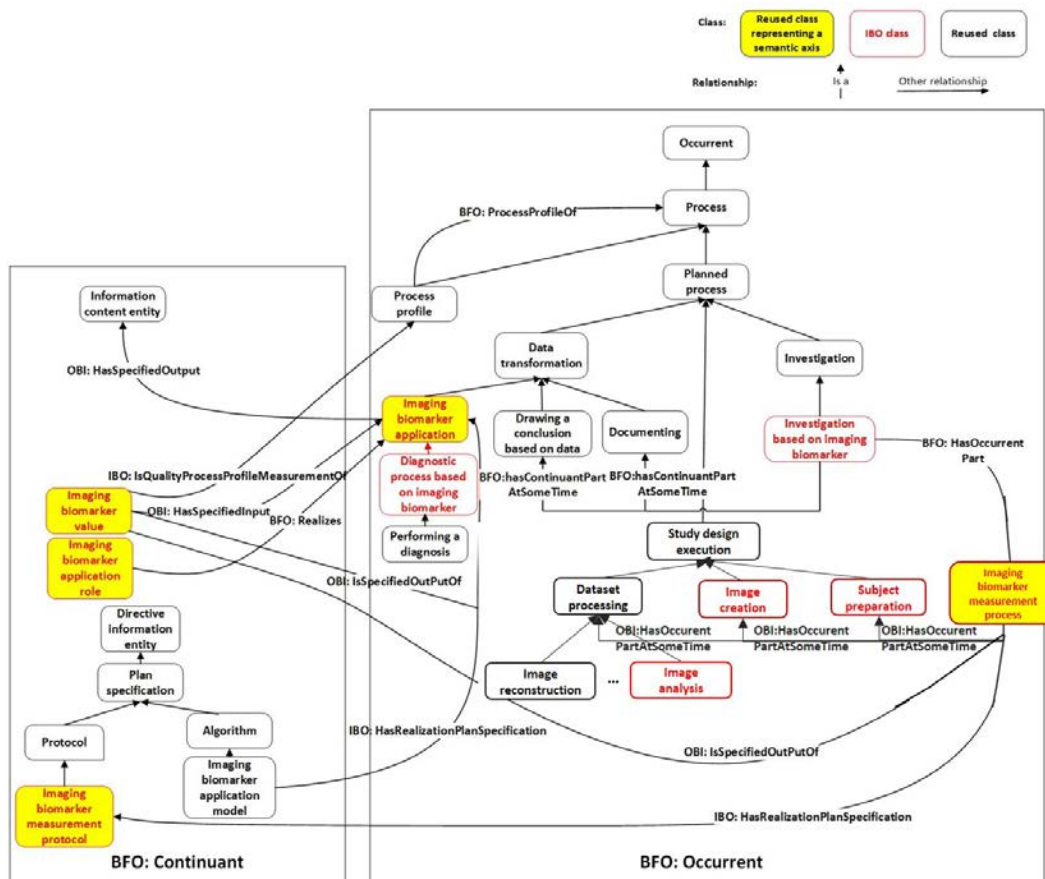 Class:
Reused class
representing a
semantic axis
IBO class
Reused class
Relationship:
Is a
Other relationship
Occurrent
Process
BFO: ProcessProfileOf
Planned
process
Process
profile
Information
content entity
OBI: HasSpecifiedOutput
Data
transformation
Investigation
Imaging
biomarker
application
Drawing a
conclusion
based on data
Documenting
Investigation
based on imaging
biomarker
BFO: HasOccurrent
Part
Diagnostic
process based
on imaging
biomarker
BFO:hasContinuantPart
AtSomeTime
BFO:hasContinuantPart
AtSomeTime
IBO: IsQualityProcessProfileMeasurementOf
Imaging
biomarker
value
OBI: HasSpecifiedInput
BFO: Realizes
Performing a
diagnosis
Study design
execution
Imaging
biomarker
application
role
OBI: IsSpecifiedOutPutOf
Dataset
processing
Image
creation
Subject
preparation
Imaging
biomarker
measurement
process
Directive
information
entity
OBI:HasOccurent
PartAtSomeTime
OBI:HasOccurent
PartAtSomeTime
OBI:HasOccurent
PartAtSomeTime
Plan
specification
Image
reconstruction
...
Image
analysis
Protocol
Algorithm
IBO: HasRealizationPlanSpecification
OBI: IsSpecifiedOutPutOf
Imaging
biomarker
application
model
Imaging
biomarker
measurement
protocol
IBO: HasRealizationPlanSpecification
BFO: Continuant
BFO: Occurrent